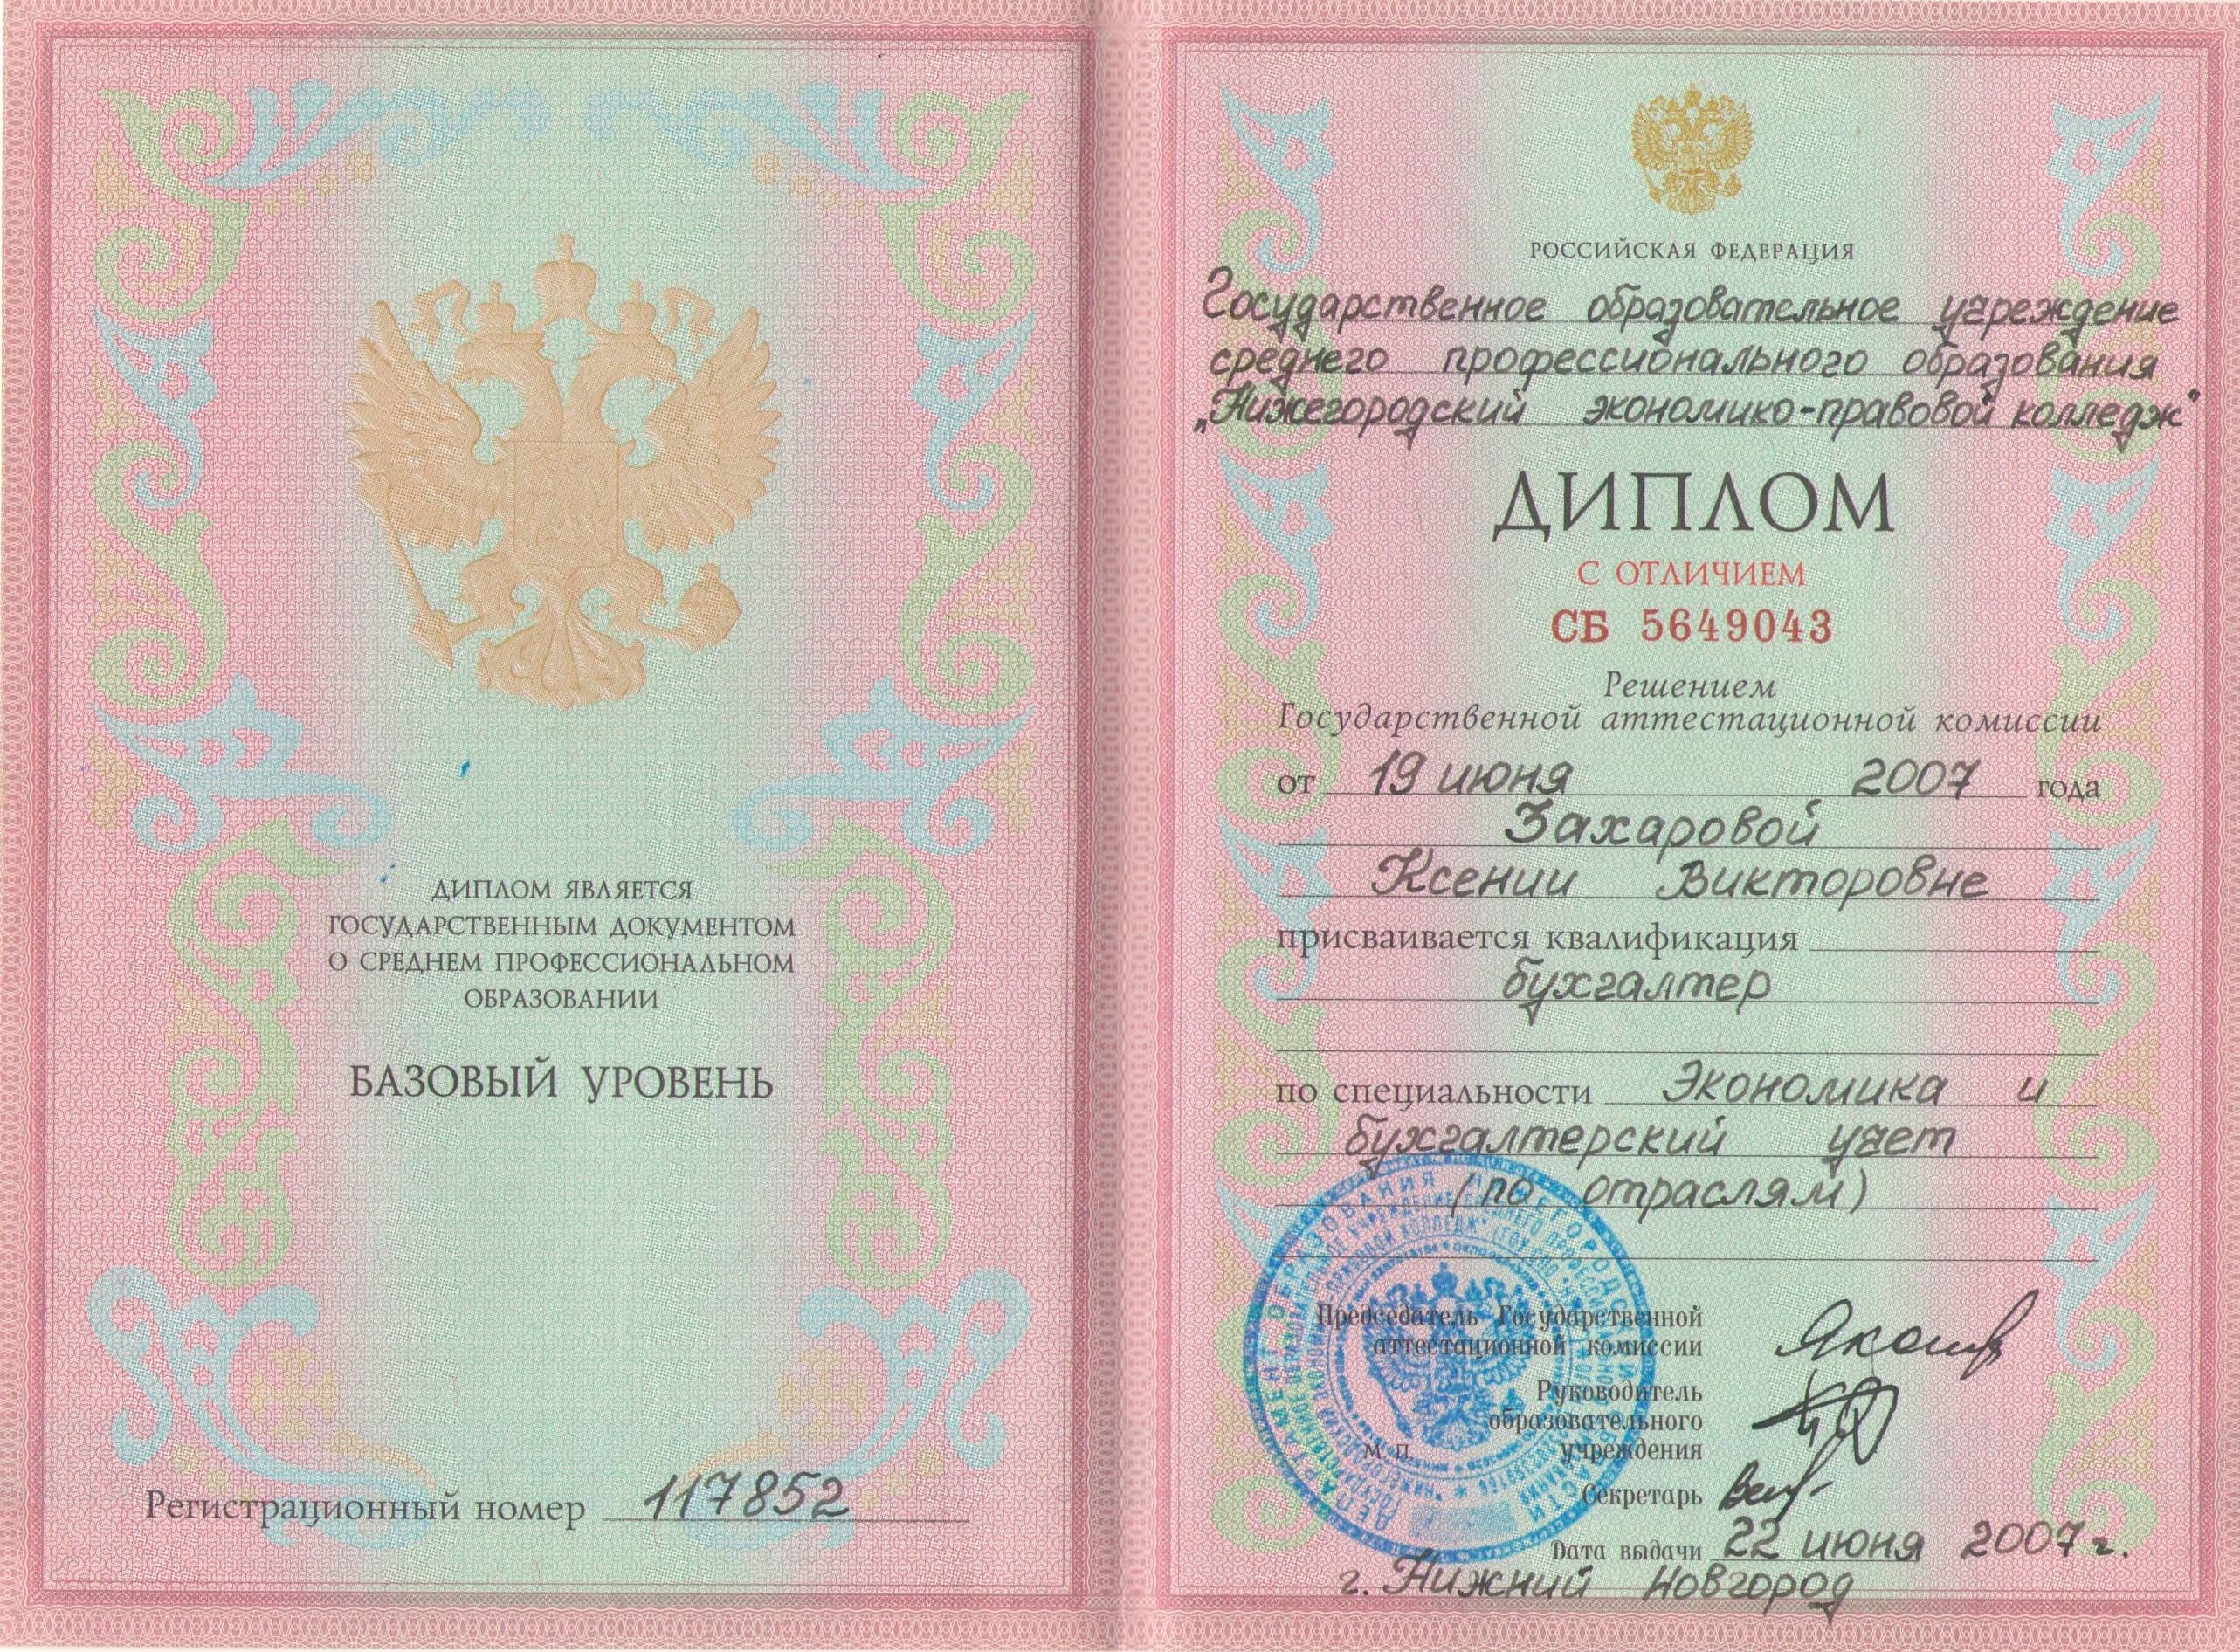 ДИПЛОМ ЯВЛЯЕТСЯ
ГОСУДАРСТВЕННЫМ ДОКУМЕНТОМ
О СРЕДНЕМ ПРОФЕССИОНАЛЬНОМ
ОБРАЗОВАНИИ
БАЗОВЫЙ УРОВЕНЬ
Регистрационный номер 117852
РОССИЙСКАЯ ФЕДЕРАЦИЯ
Государственное образовательное учреждение
среднего профессионального образования
„Нижегородский экономико-правовой колледж"
ДИПЛОМ
С ОТЛИЧИЕМ
СБ 5649043
Решением
Государственной аттестационной комиссии
от 19 июня 2007 года
Захаровой
Ксении Викторовне
присваивается квалификация
бухгалтер
по специальности Экономика и
бухгалтерский учет
(по отраслям)
Председатель Государственной
аттестационной комиссии
Руководитель
образовательного
М. П. учреждения
Секретарь
Дата выдачи 22 июня 2007 г.
г. Нижний Новгород